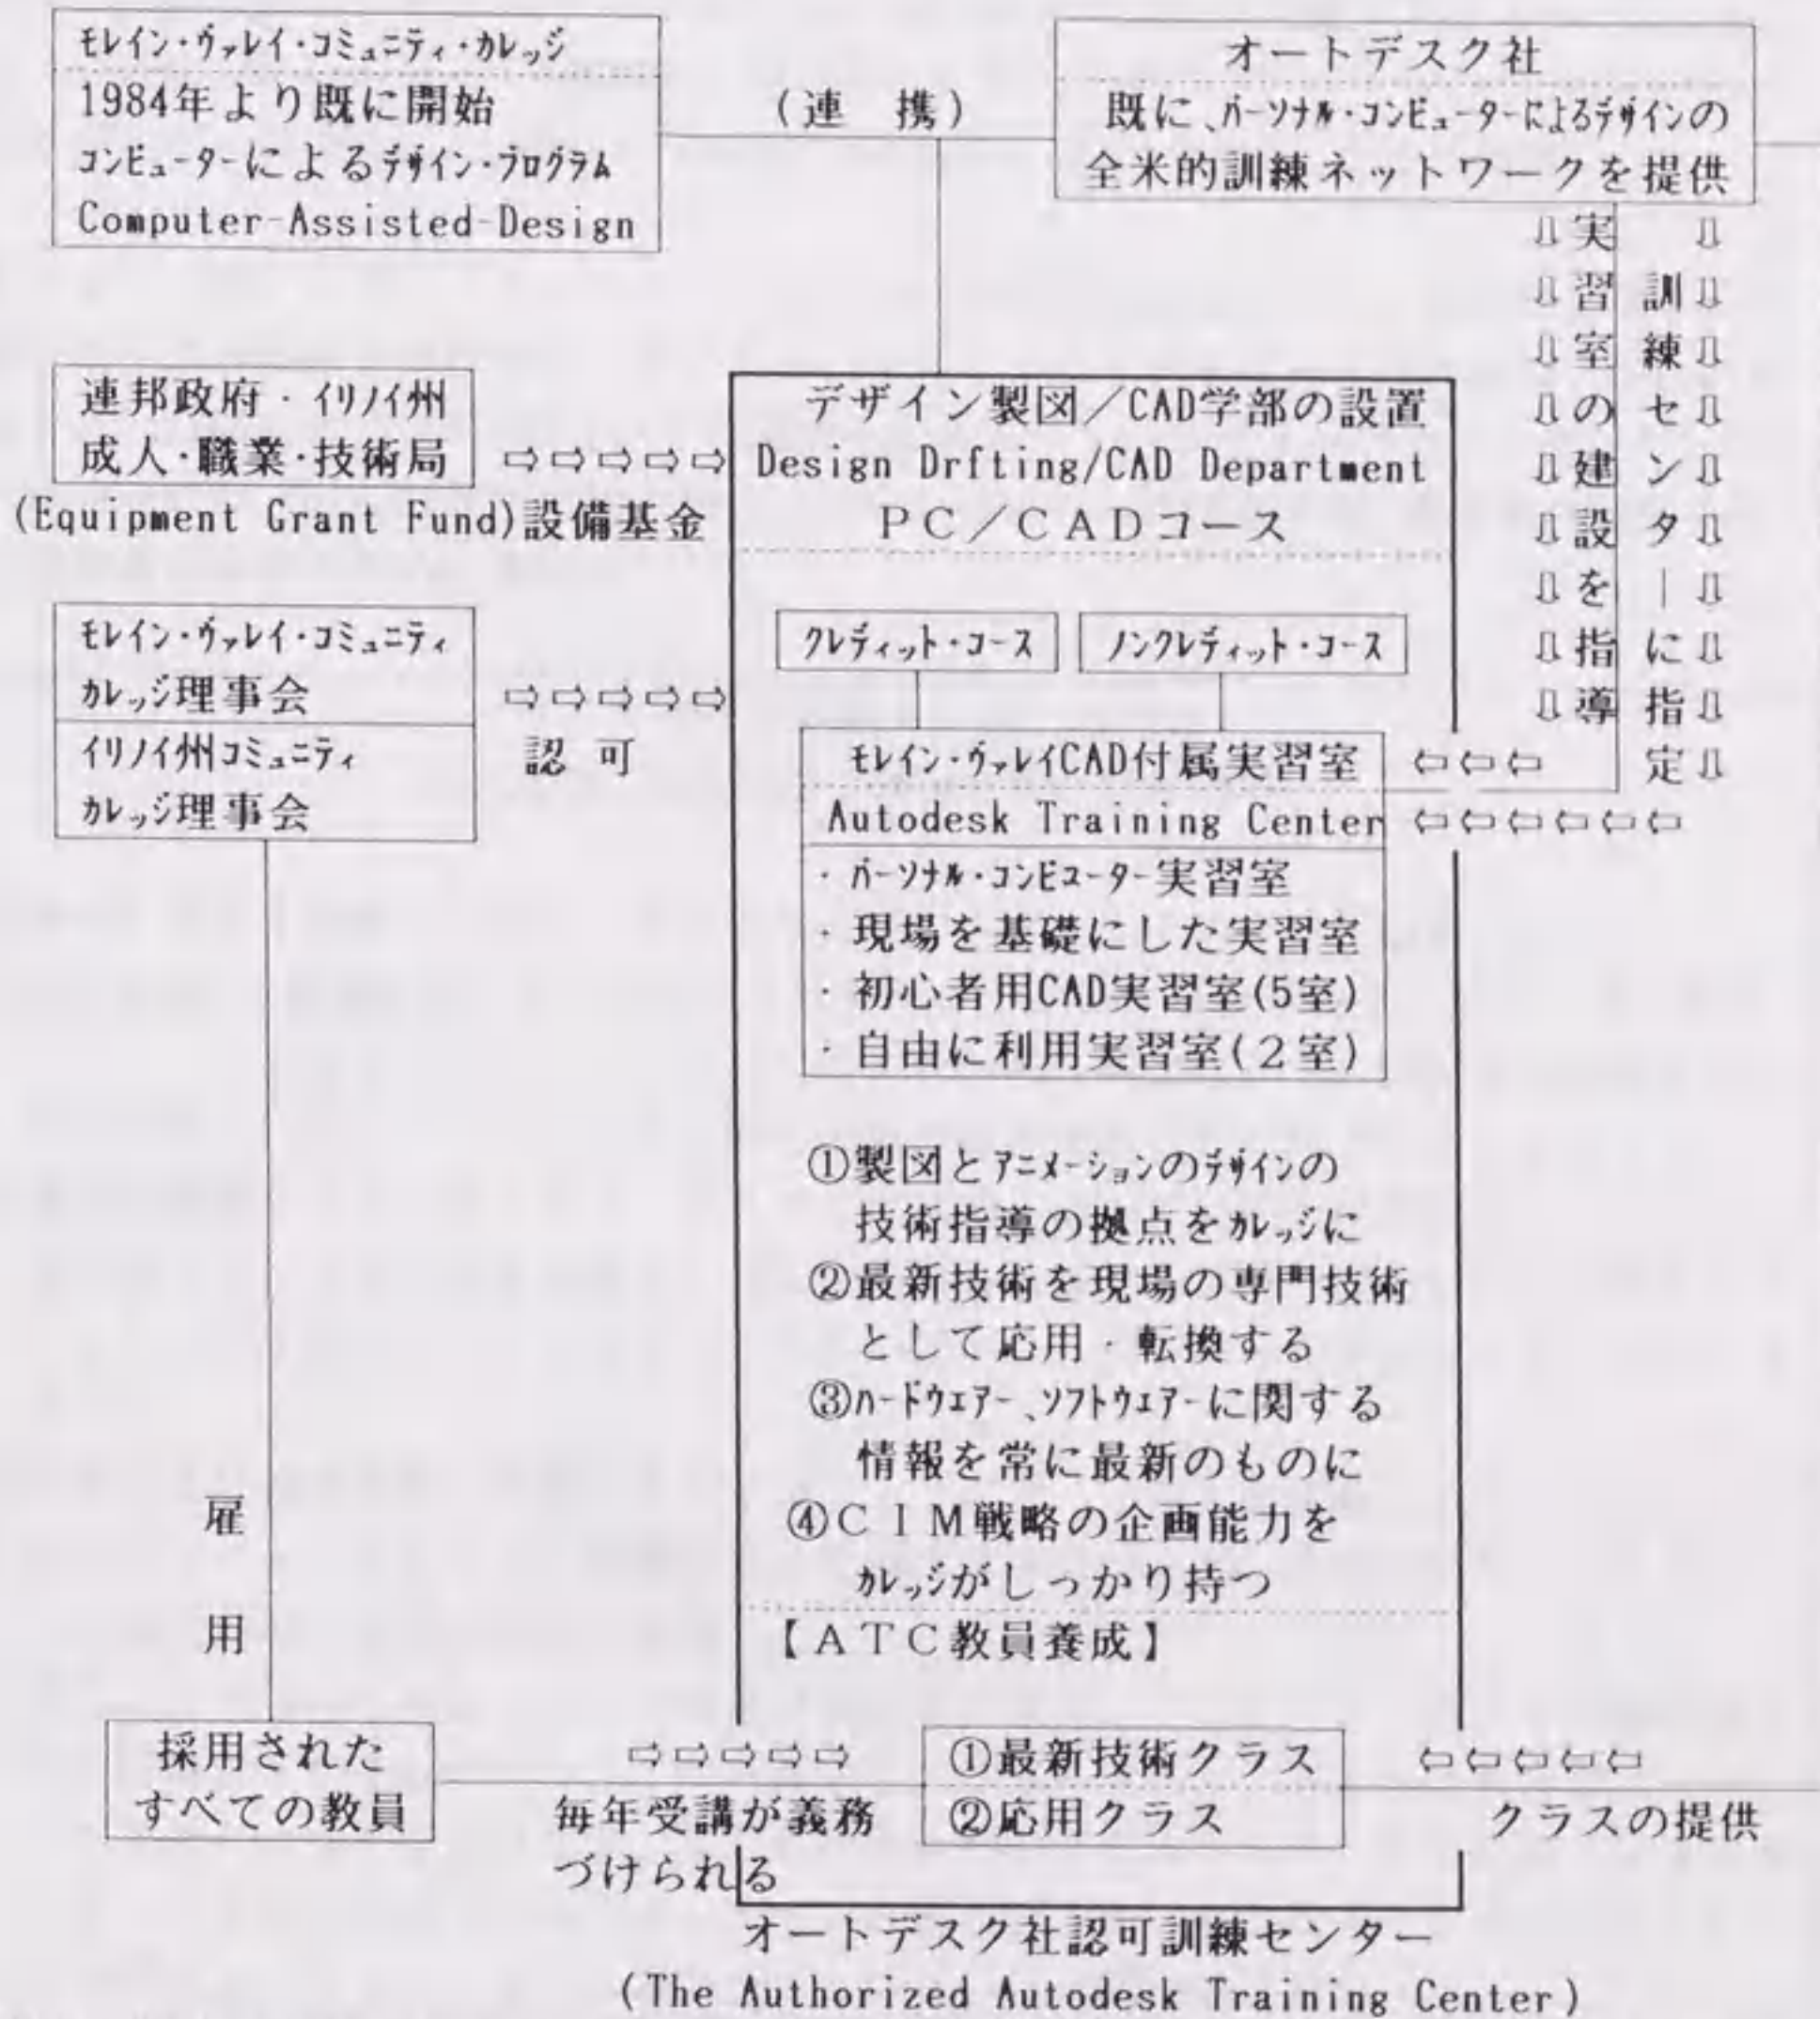 モレイン・ヴァレイ・コミュニティ・カレッジ
1984年より既に開始
コンピューターによるデザイン・プログラム
Computer-Assisted-Design
(連 携)
オートデスク社
既に、パーソナル・コンピューターによるデザインの
全米的訓練ネットワークを提供
実習室の建設を指導
訓練センターに指定
連邦政府・イリノイ州
成人・職業・技術局
(Equipment Grant Fund)設備基金
⇨⇨⇨⇨⇨
デザイン製図/CAD学部の設置
Design Drfting/CAD Department
PC/CADコース
モレイン・ヴァレイ・コミュニティ
カレッジ理事会
イリノイ州コミュニティ
カレッジ理事会
⇨⇨⇨⇨⇨
認 可
クレディット・コース
ノンクレディット・コース
モレイン・ヴァレイCAD付属実習室 ⇦⇦⇦
Autodesk Training Center ⇦⇦⇦⇦⇦⇦
・パーソナル・コンピューター実習室
・現場を基礎にした実習室
・初心者用CAD実習室(5室)
・自由に利用実習室(2室)
①製図とアニメーションのデザインの
技術指導の拠点をカレッジに
②最新技術を現場の専門技術
として応用・転換する
③ハードウェアー、ソフトウェアーに関する
情報を常に最新のものに
④CIM戦略の企画能力を
カレッジがしっかり持つ
【ATC教員養成】
雇用
採用された
すべての教員
⇨⇨⇨⇨⇨
毎年受講が義務
づけられる
①最新技術クラス
②応用クラス
⇦⇦⇦⇦⇦
クラスの提供
オートデスク社認可訓練センター
(The Authorized Autodesk Training Center)